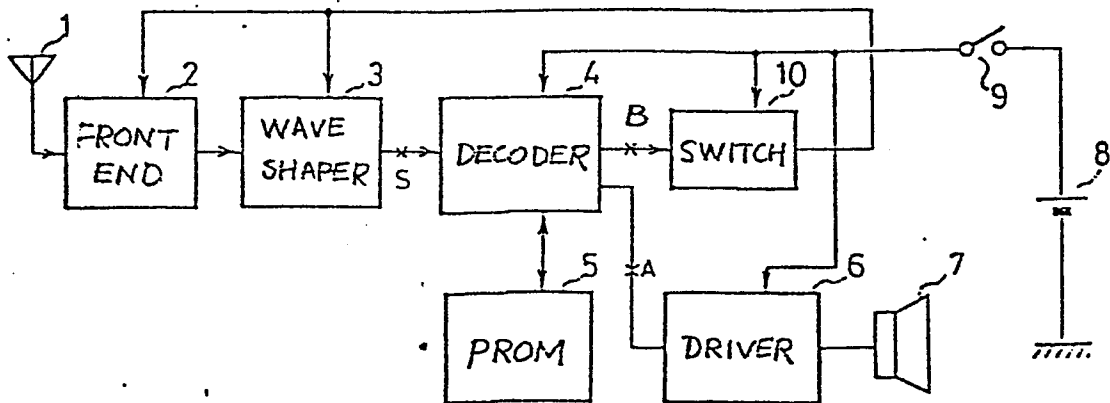 1
2
3
4
10
9
8
FRONT END
WAVE SHAPER
S
DECODER
B
SWITCH
5
A
6
7
PROM
DRIVER